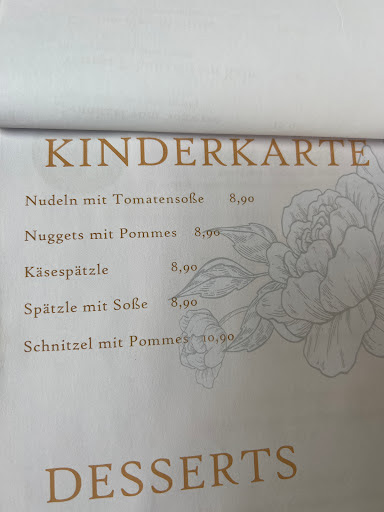 KINDERKARTE
Nudeln mit Tomatensoße 8,90
Nuggets mit Pommes 8,90
Käsespätzle 8,90
Spätzle mit Soße 8,90
Schnitzel mit Pommes 10,90
DESSERTS